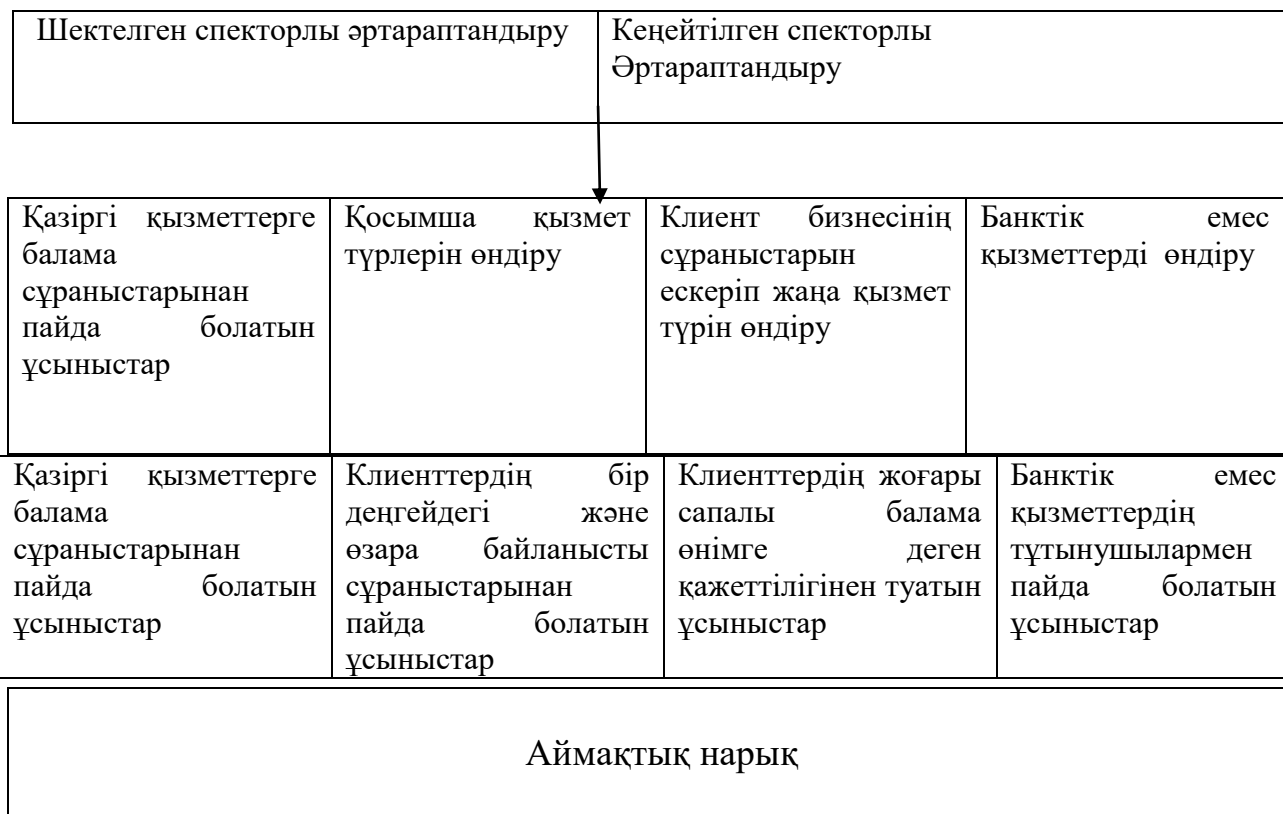 Шектелген спекторлы әртараптандыру
Кеңейтілген спекторлы
Әртараптандыру
Қазіргі қызметтерге
балама
сұраныстарынан
пайда болатын
ұсыныстар
Қосымша қызмет
түрлерін өндіру
Клиент бизнесінің
сұраныстарын
ескеріп жаңа қызмет
түрін өндіру
Банктік емес
қызметтерді өндіру
Қазіргі қызметтерге
балама
сұраныстарынан
пайда болатын
ұсыныстар
Клиенттердің бір
деңгейдегі және
өзара байланысты
сұраныстарынан
пайда болатын
ұсыныстар
Клиенттердің жоғары
сапалы балама
өнімге деген
қажеттілігінен туатын
ұсыныстар
Банктік емес
қызметтердің
тұтынушылармен
пайда болатын
ұсыныстар
Аймақтық нарық